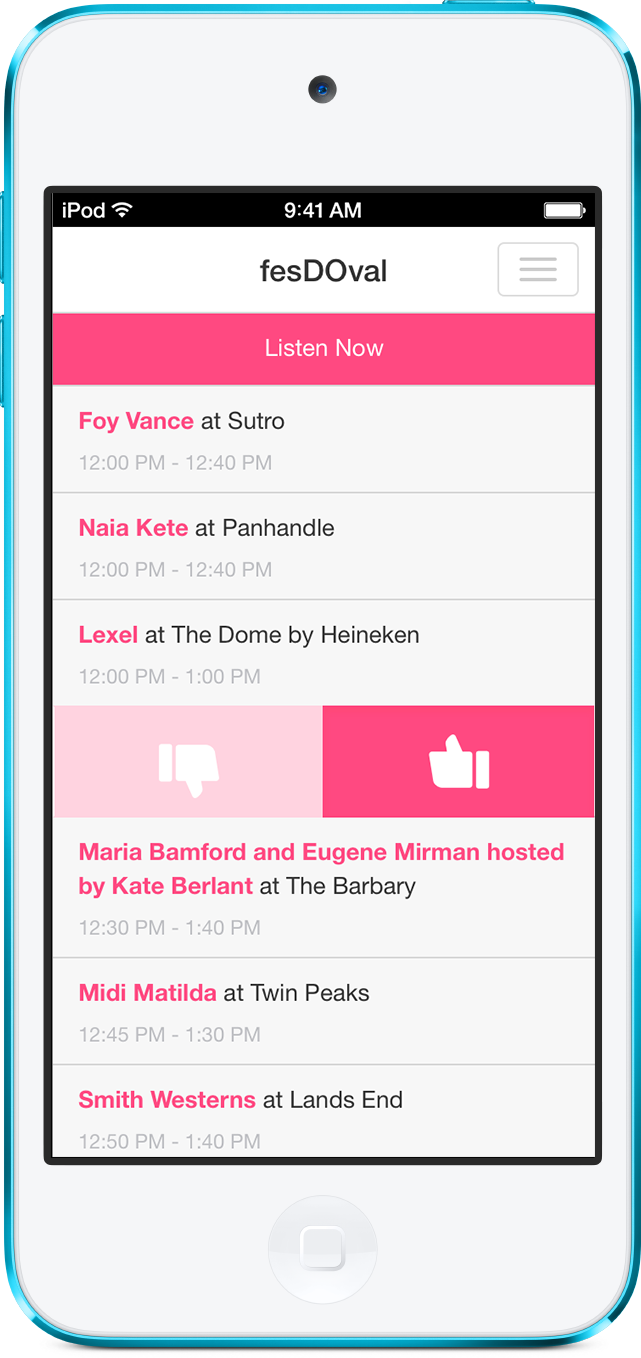 iPod 9:41 AM
fesDOval
Listen Now
Foy Vance at Sutro
12:00 PM - 12:40 PM
Naia Kete at Panhandle
12:00 PM - 12:40 PM
Lexel at The Dome by Heineken
12:00 PM - 1:00 PM
Maria Bamford and Eugene Mirman hosted
by Kate Berlant at The Barbary
12:30 PM - 1:40 PM
Midi Matilda at Twin Peaks
12:45 PM - 1:30 PM
Smith Westerns at Lands End
12:50 PM - 1:40 PM